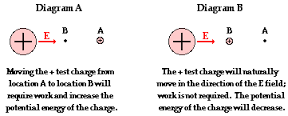 Diagram A
Diagram B
+ E B A +
+ E B + A
Moving the + test charge from
location A to location B will
require work and increase the
potential energy of the charge.
The + test charge will naturally
move in the direction of the E field;
work is not required. The potential
energy of the charge will decrease.